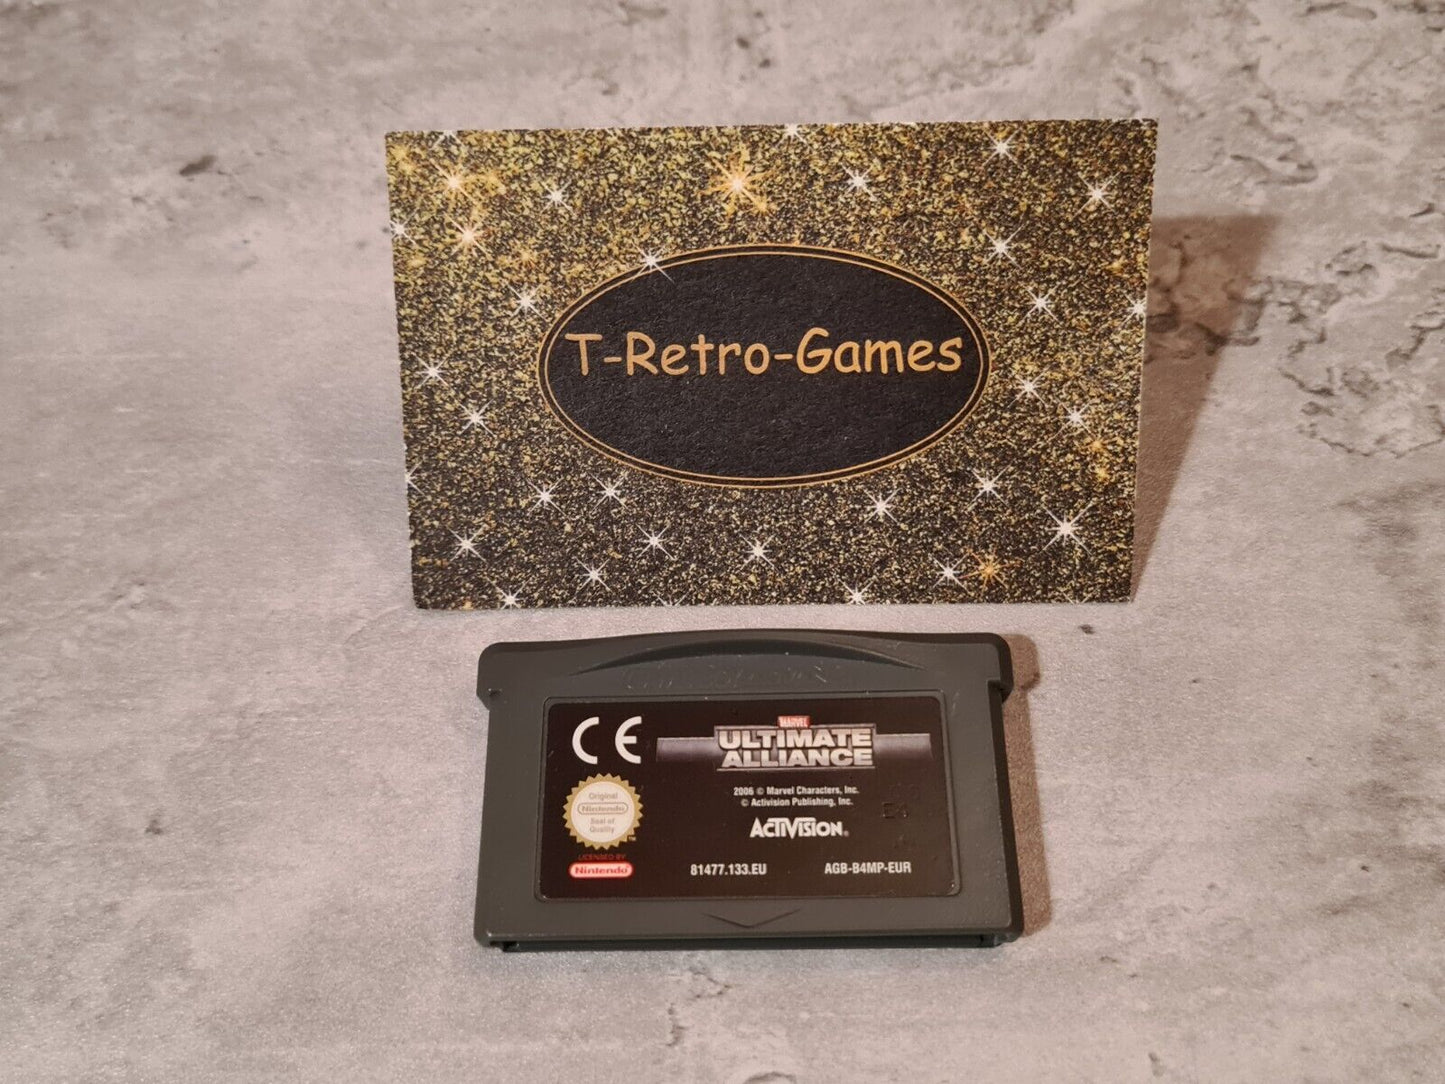 T-Retro-Games
CE
MARVEL
ULTIMATE
ALLIANCE
2006 © Marvel Characters, Inc.
© Activision Publishing, Inc.
ACTIVISION®
Original
Nintendo
Seal of
Quality
TM
LICENSED BY
Nintendo
81477.133.EU
AGB-B4MP-EUR